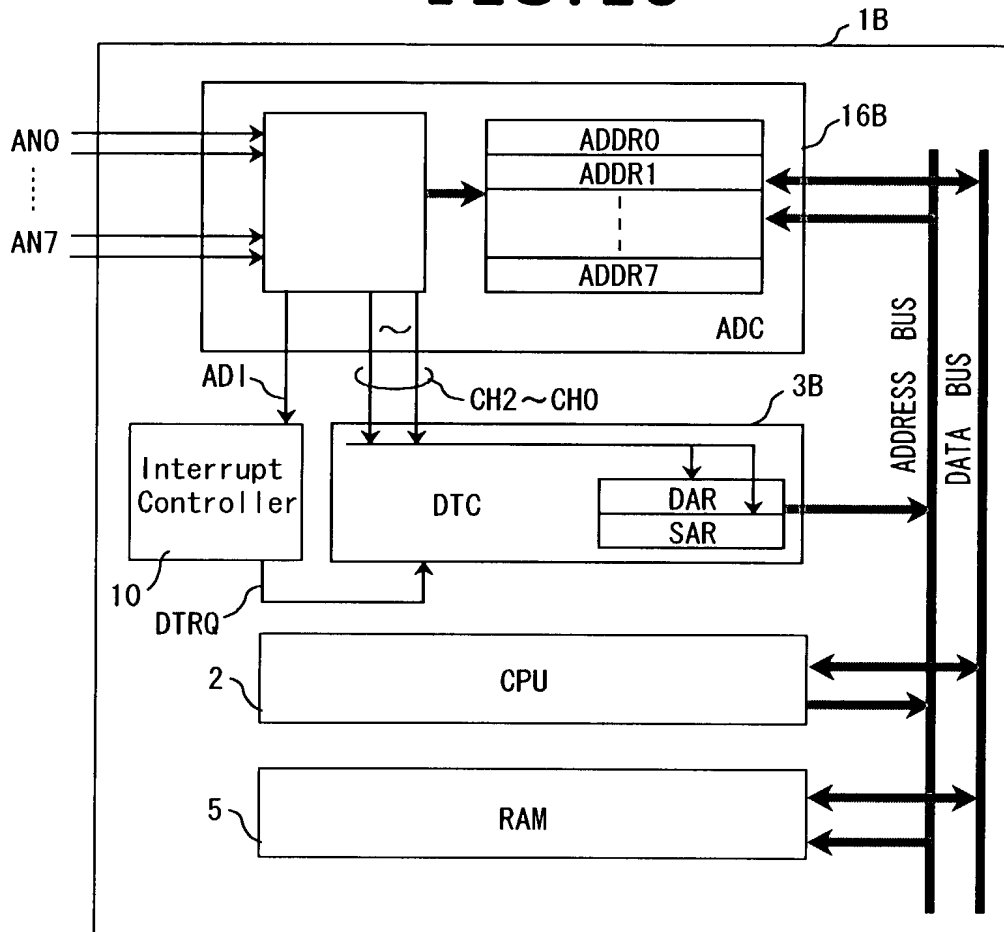 1B
16B
AN0
AN7
ADDR0
ADDR1
ADDR7
ADC
ADI
CH2~CH0
3B
ADDRESS BUS
DATA BUS
Interrupt
Controller
10
DTRQ
DTC
DAR
SAR
2
CPU
5
RAM